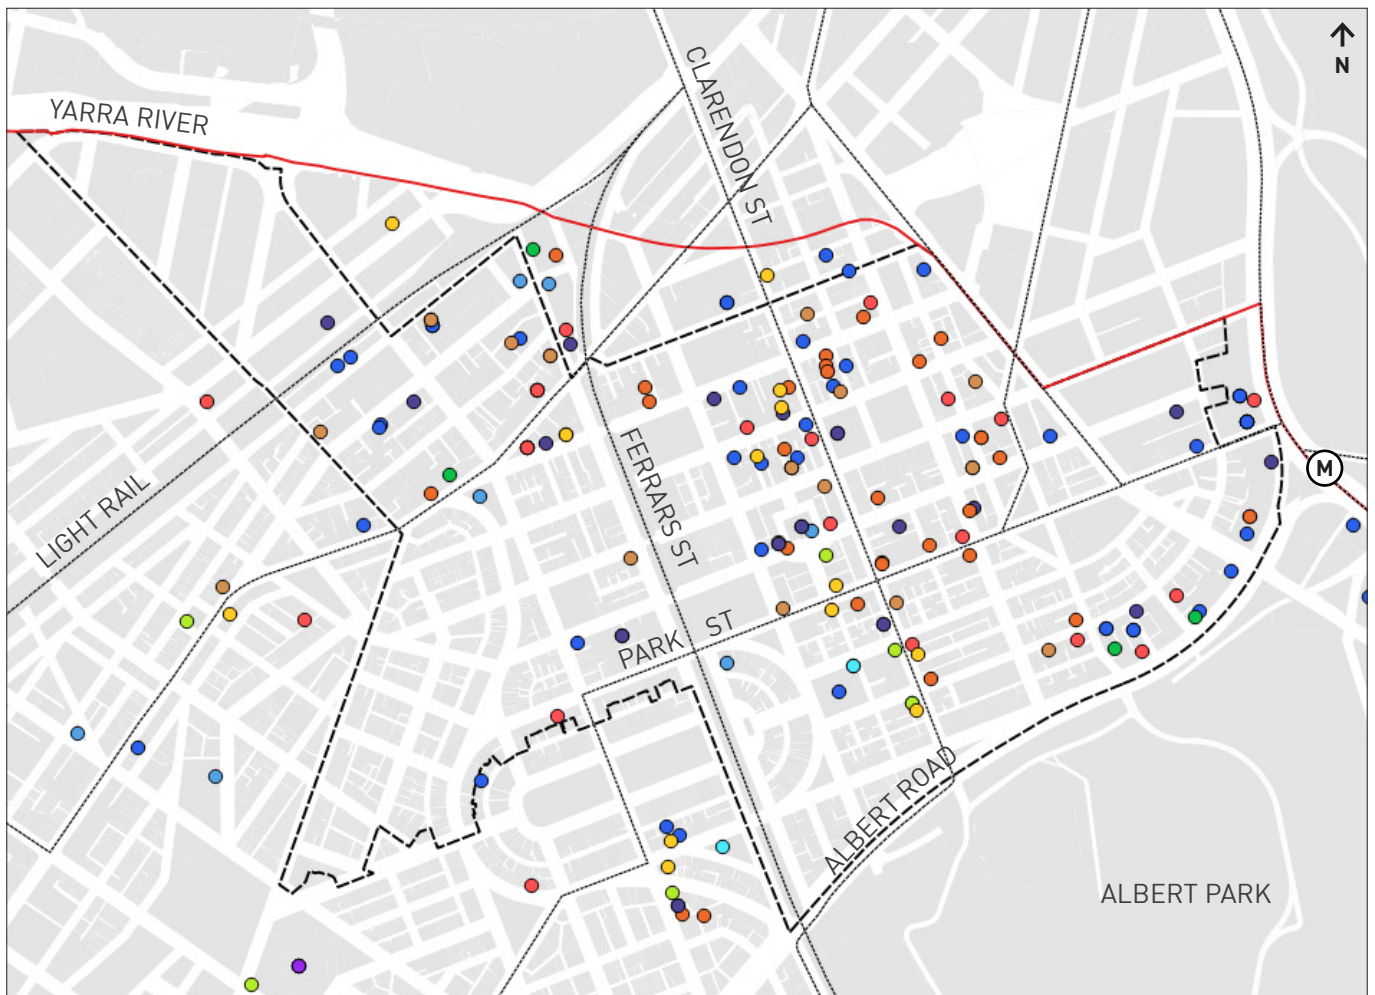 N
CLARENDON ST
YARRA RIVER
LIGHT RAIL
FERRARS ST
M
PARK ST
ALBERT ROAD
ALBERT PARK